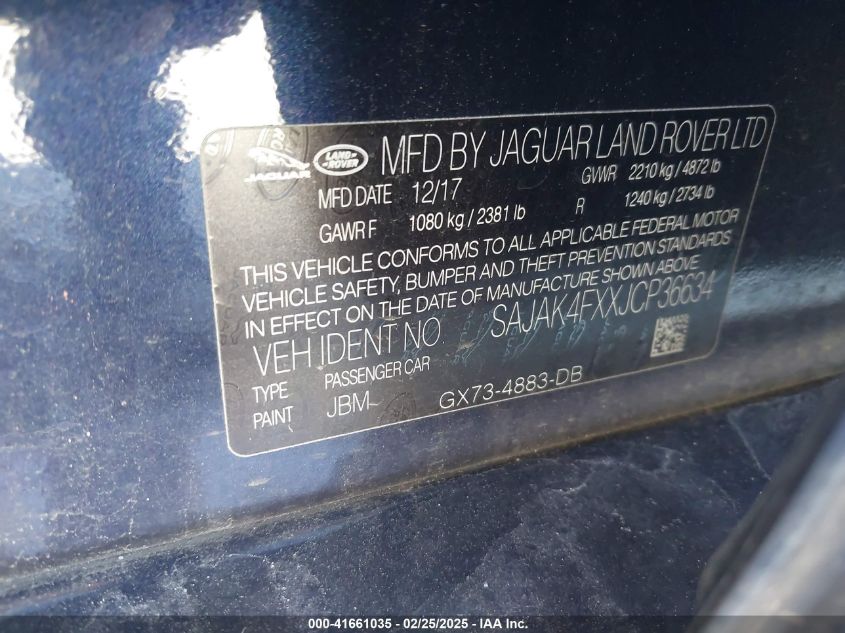 JAGUAR LAND ROVER MFD BY JAGUAR LAND ROVER LTD
MFD DATE 12/17 GVWR 2210 kg / 4872 lb
GAWR F 1080 kg / 2381 lb R 1240 kg / 2734 lb
THIS VEHICLE CONFORMS TO ALL APPLICABLE FEDERAL MOTOR
VEHICLE SAFETY, BUMPER AND THEFT PREVENTION STANDARDS
IN EFFECT ON THE DATE OF MANUFACTURE SHOWN ABOVE
VEH IDENT NO SAJAK4FXXJCP36634
TYPE PASSENGER CAR
PAINT JBM GX73-4883-DB
000-41661035 - 02/25/2025 - © IAA Inc.